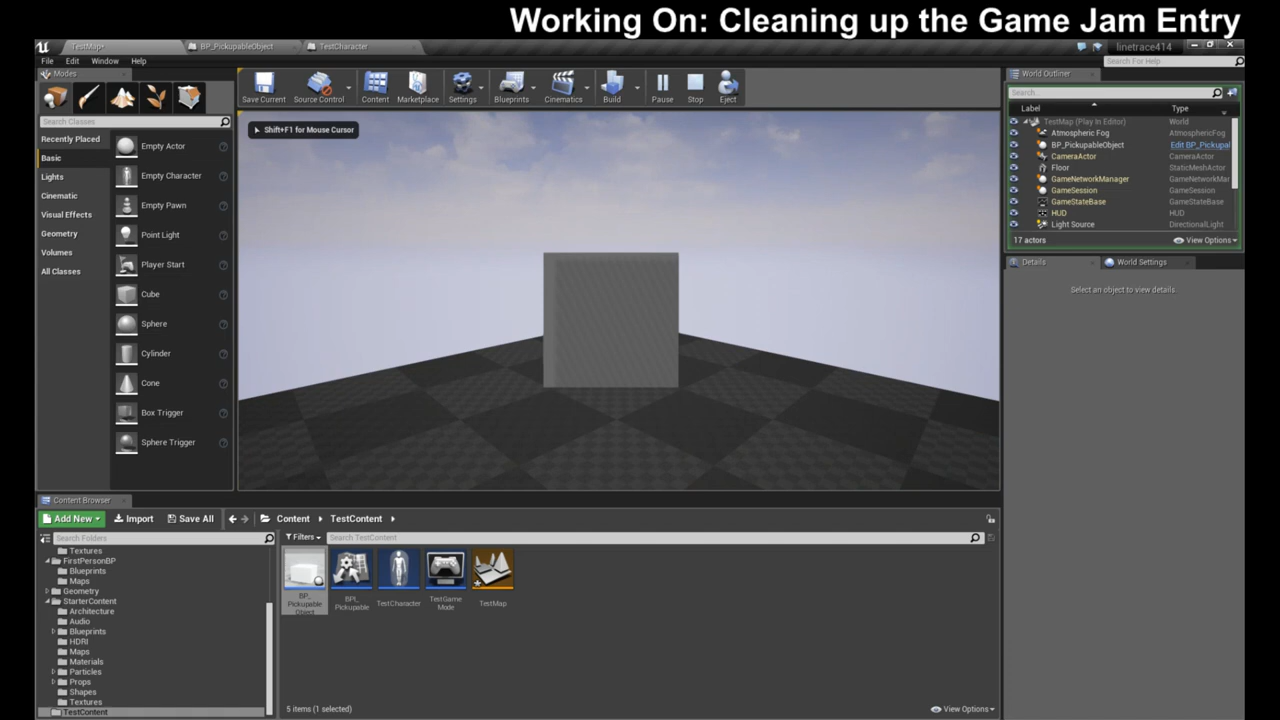 Working On: Cleaning up the Game Jam Entry
TestMap*
BP_PickupableObject
TestCharacter
linetrace414
File Edit Window Help
Search For Help
Modes
Search Classes
Recently Placed
Basic
Lights
Cinematic
Visual Effects
Geometry
Volumes
All Classes
Empty Actor
Empty Character
Empty Pawn
Point Light
Player Start
Cube
Sphere
Cylinder
Cone
Box Trigger
Sphere Trigger
Save Current
Source Control
Content
Marketplace
Settings
Blueprints
Cinematics
Build
Pause
Stop
Eject
Shift+F1 for Mouse Cursor
World Outliner
Search...
Label Type
TestMap (Play In Editor) World
Atmospheric Fog AtmosphericFog
BP_PickupableObject Edit BP_Pickupal
CameraActor CameraActor
Floor StaticMeshActor
GameNetworkManager GameNetworkMar
GameSession GameSession
GameStateBase GameStateBase
HUD HUD
Light Source DirectionalLight
17 actors View Options
Details
World Settings
Select an object to view details.
Content Browser
Add New Import Save All Content TestContent
Search Folders
Filters Search TestContent
Textures
FirstPersonBP
Blueprints
Maps
Geometry
StarterContent
Architecture
Audio
Blueprints
HDRI
Maps
Materials
Particles
Props
Shapes
Textures
TestContent
BP_
Pickupable
Object
BPI_
Pickupable
TestCharacter
TestGame
Mode
TestMap
5 items (1 selected)
View Options